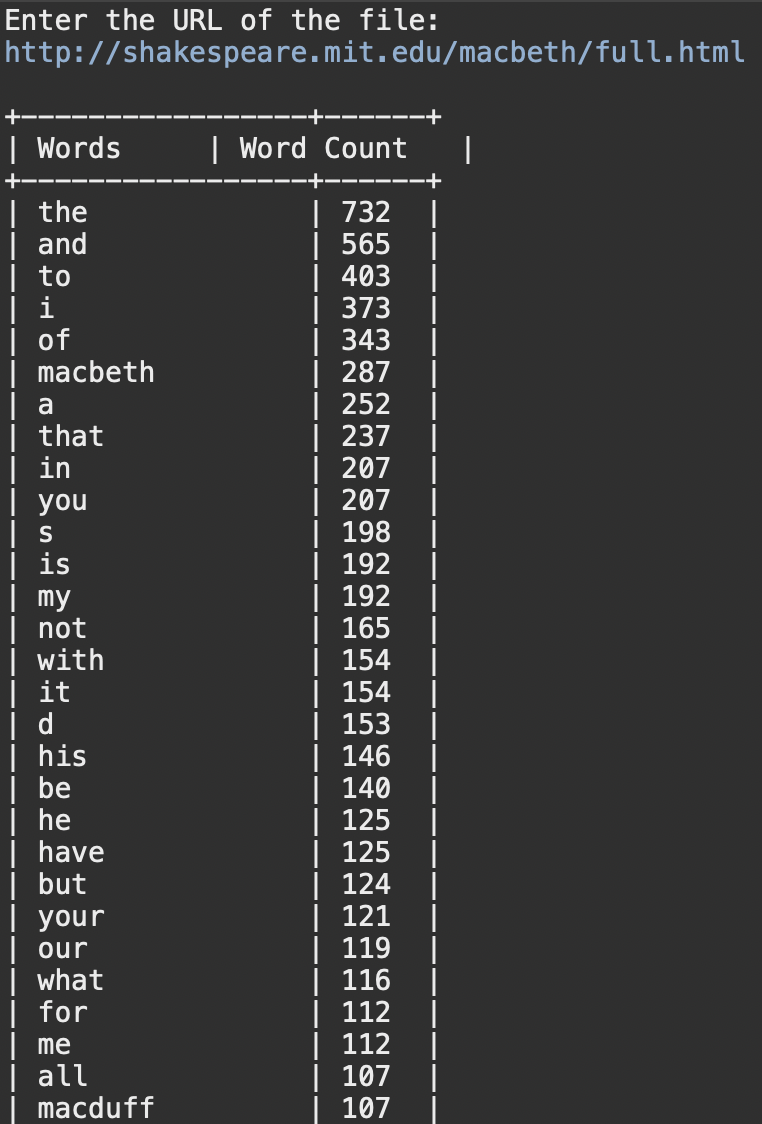 Enter the URL of the file:
http://shakespeare.mit.edu/macbeth/full.html
+-----------------+------+
| Words     | Word Count   |
+-----------------+------+
| the             | 732  |
| and             | 565  |
| to              | 403  |
| i               | 373  |
| of              | 343  |
| macbeth         | 287  |
| a               | 252  |
| that            | 237  |
| in              | 207  |
| you             | 207  |
| s               | 198  |
| is              | 192  |
| my              | 192  |
| not             | 165  |
| with            | 154  |
| it              | 154  |
| d               | 153  |
| his             | 146  |
| be              | 140  |
| he              | 125  |
| have            | 125  |
| but             | 124  |
| your            | 121  |
| our             | 119  |
| what            | 116  |
| for             | 112  |
| me              | 112  |
| all             | 107  |
| macduff         | 107  |